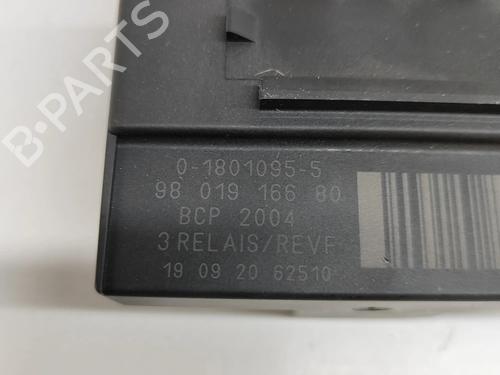 0-1801095-5
98 019 166 80
BCP 2004
3 RELAIS/REVF
19 09 20 62510
B-PARTS